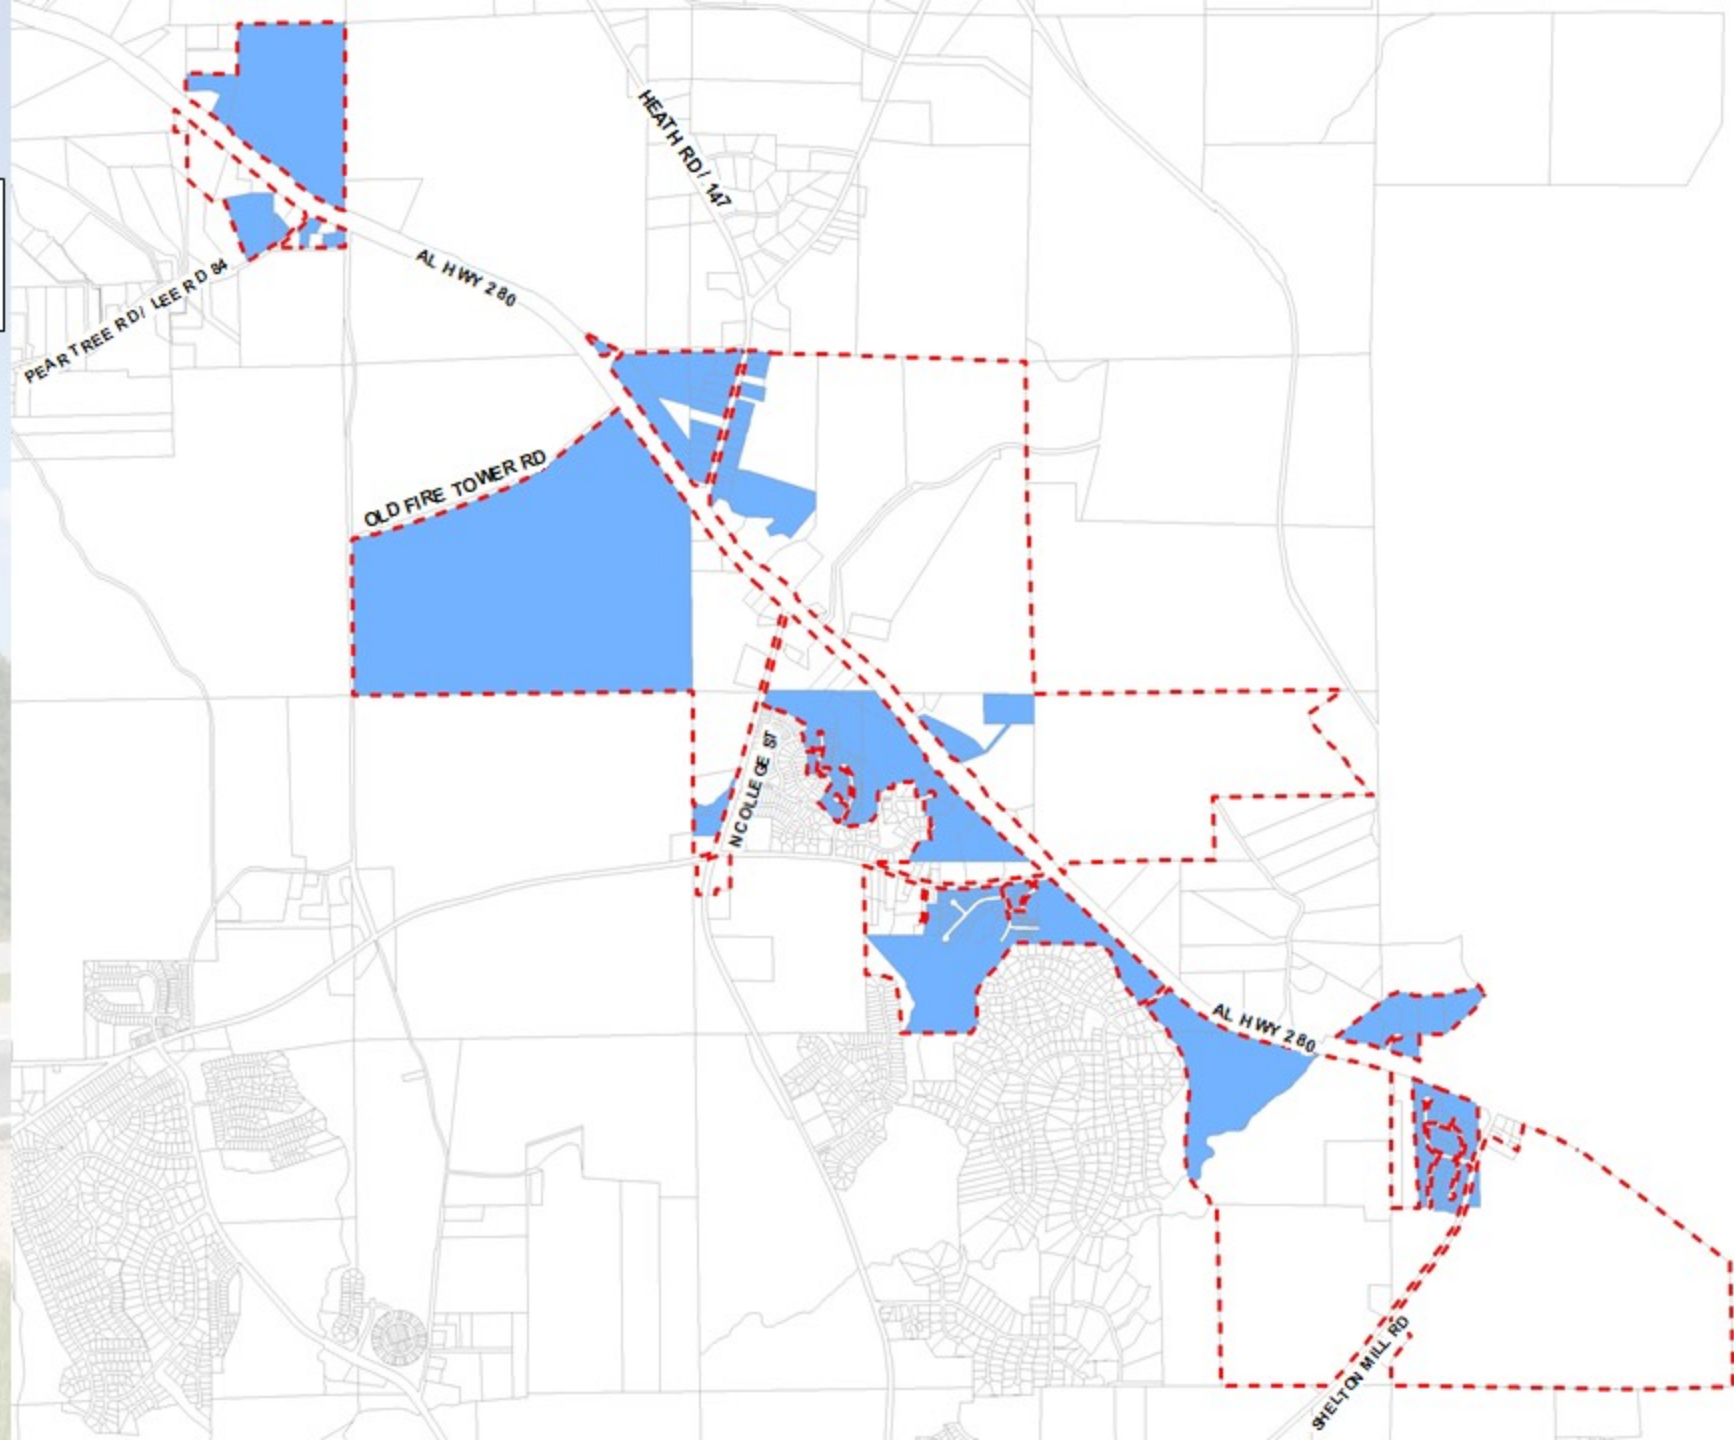 HEATH RD/ 147
AL HWY 280
PEARTREE RD/ LEE RD 84
OLD FIRE TOWER RD
N COLLEGE ST
AL HWY 280
SHELTON MILL RD